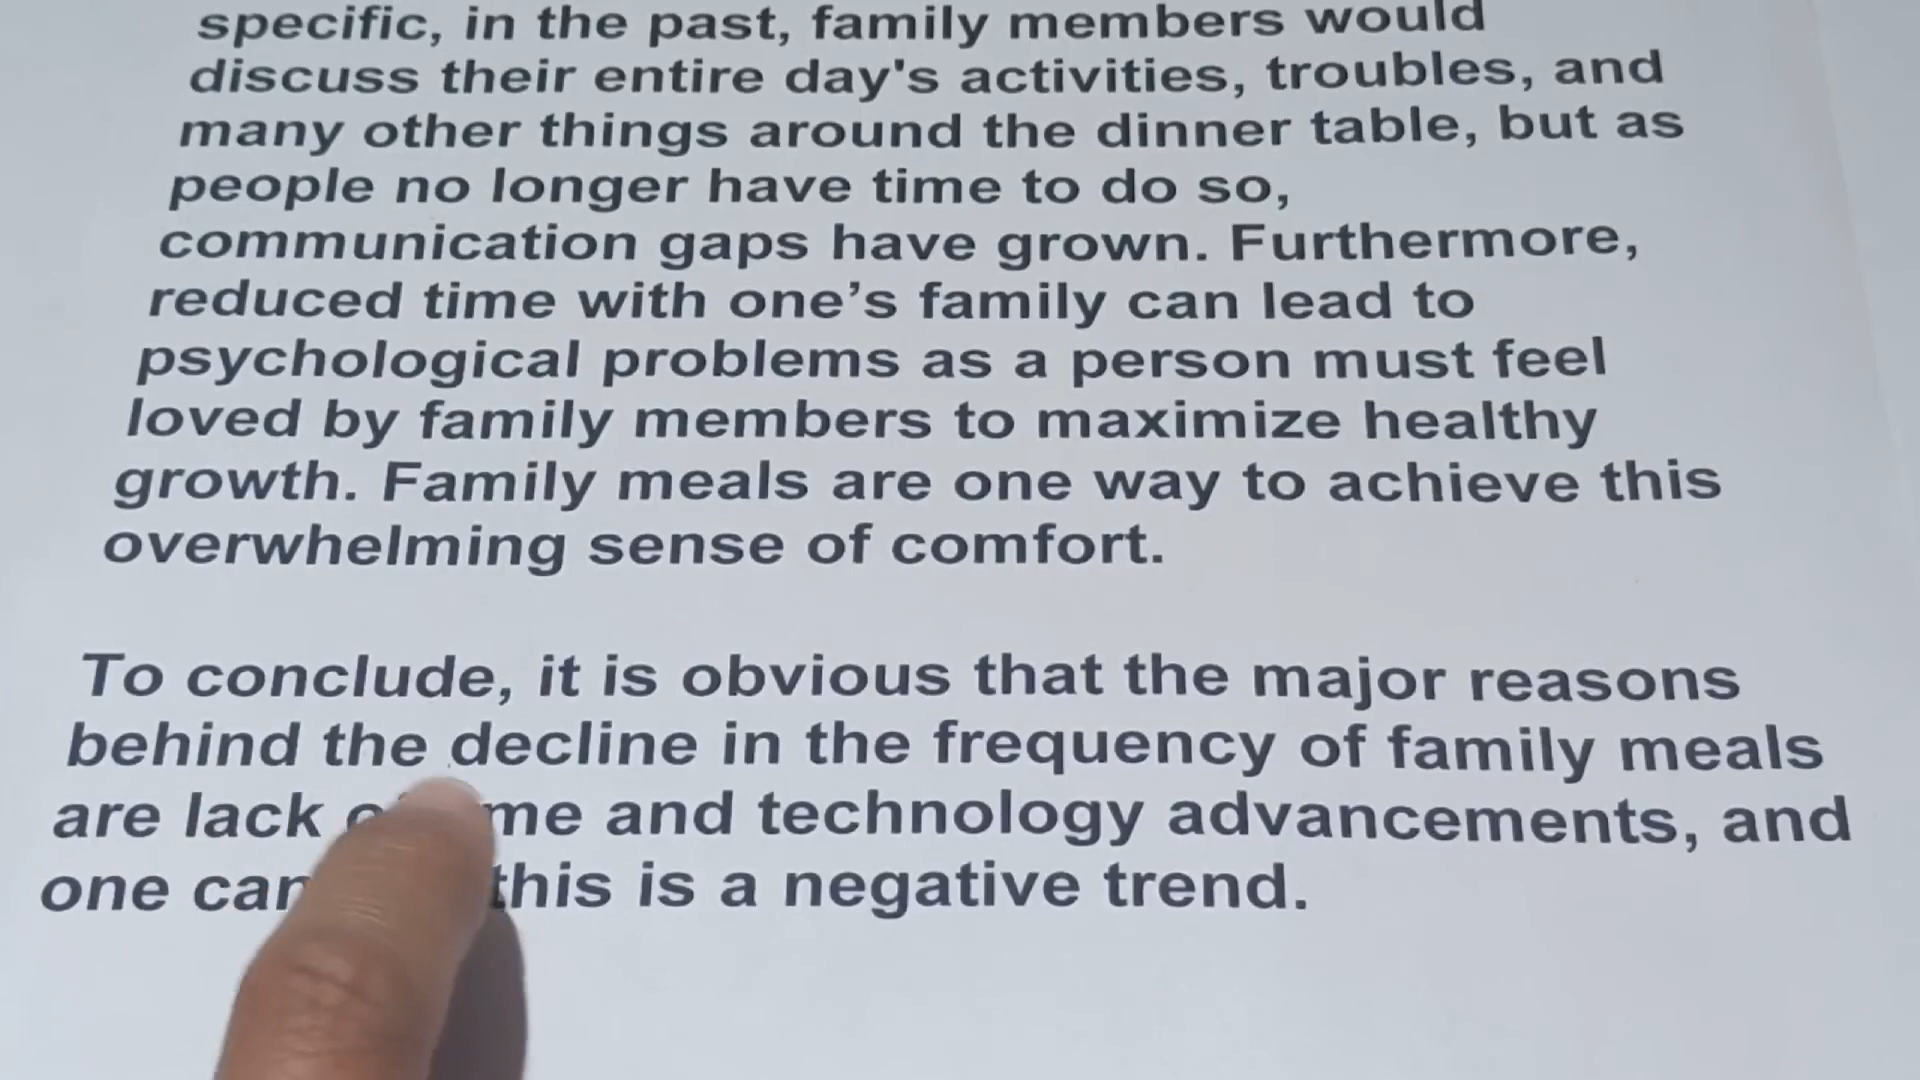 specific, in the past, family members would
discuss their entire day's activities, troubles, and
many other things around the dinner table, but as
people no longer have time to do so,
communication gaps have grown. Furthermore,
reduced time with one’s family can lead to
psychological problems as a person must feel
loved by family members to maximize healthy
growth. Family meals are one way to achieve this
overwhelming sense of comfort.
To conclude, it is obvious that the major reasons
behind the decline in the frequency of family meals
are lack and technology advancements, and
one this is a negative trend.